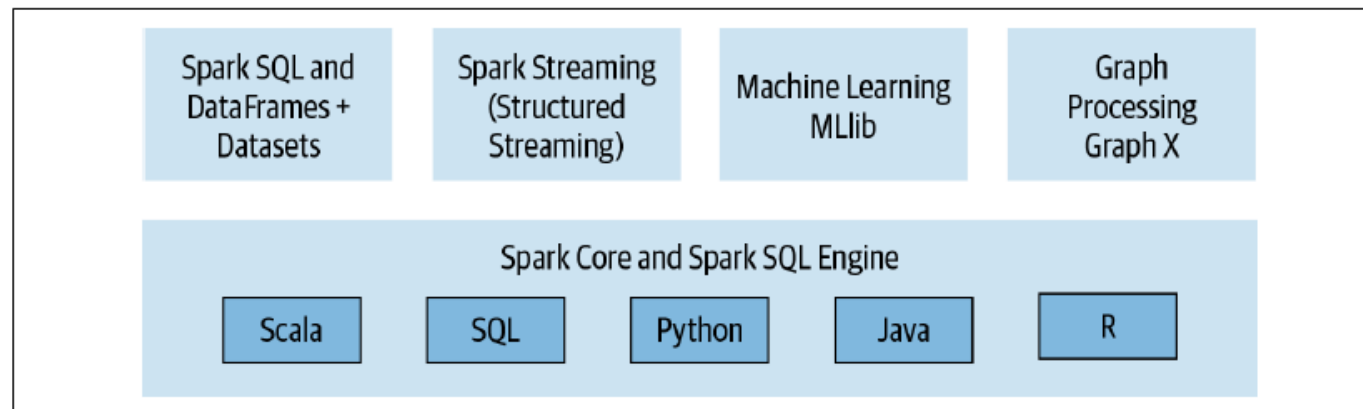 Spark SQL and
DataFrames +
Datasets
Spark Streaming
(Structured
Streaming)
Machine Learning
MLlib
Graph
Processing
Graph X
Spark Core and Spark SQL Engine
Scala
SQL
Python
Java
R